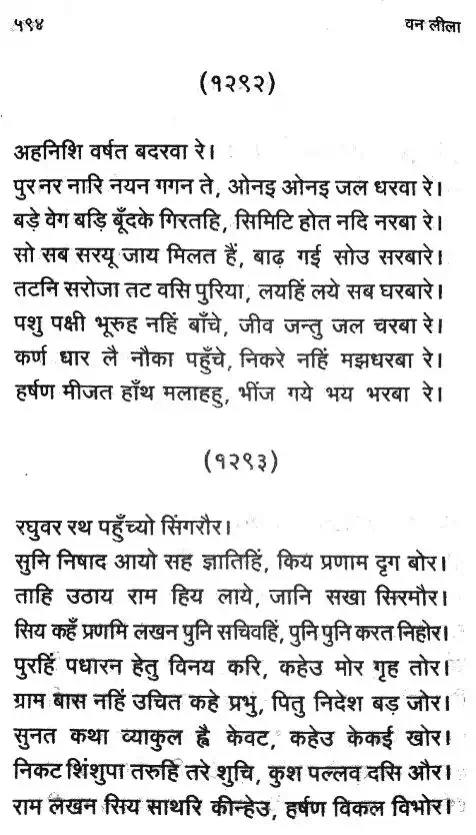 ५९४ वन लीला
(१२९२)
अहनिशि वर्षत बदरवा रे।
पुर नर नारि नयन गगन ते, ओनइ ओनइ जल धरवा रे।
बड़े वेग बड़ि बूँदके गिरतहि, सिमिटि होत नदि नरबा रे।
सो सब सरयू जाय मिलत हैं, बाढ़ गई सोउ सरबारे।
तटनि सरोजा तट वसि पुरिया, लयहिं लये सब घरबारे।
पशु पक्षी भूरुह नहिं बाँचे, जीव जन्तु जल चरबा रे।
कर्ण धार लै नौका पहुँचे, निकरे नहिं मझधरबा रे।
हर्षण मीजत हाँथ मलाहहु, भींज गये भय भरबा रे।
(१२९३)
रघुवर रथ पहुँच्यो सिंगरौर।
सुनि निषाद आयो सह ज्ञातिहिं, किय प्रणाम दृग बोर।
ताहि उठाय राम हिय लाये, जानि सखा सिरमौर।
सिय कहँ प्रणमि लखन पुनि सचिवहिं, पुनि पुनि करत निहोर।
पुरहिं पधारन हेतु विनय करि, कहेउ मोर गृह तोर।
ग्राम बास नहिं उचित कहे प्रभु, पितु निदेश बड़ जोर।
सुनत कथा व्याकुल ह्वै केवट, कहेउ केकई खोर।
निकट शिंशुपा तरुहि तरे शुचि, कुश पल्लव दसि और।
राम लखन सिय साथरि कीन्हेउ, हर्षण विकल विभोर।